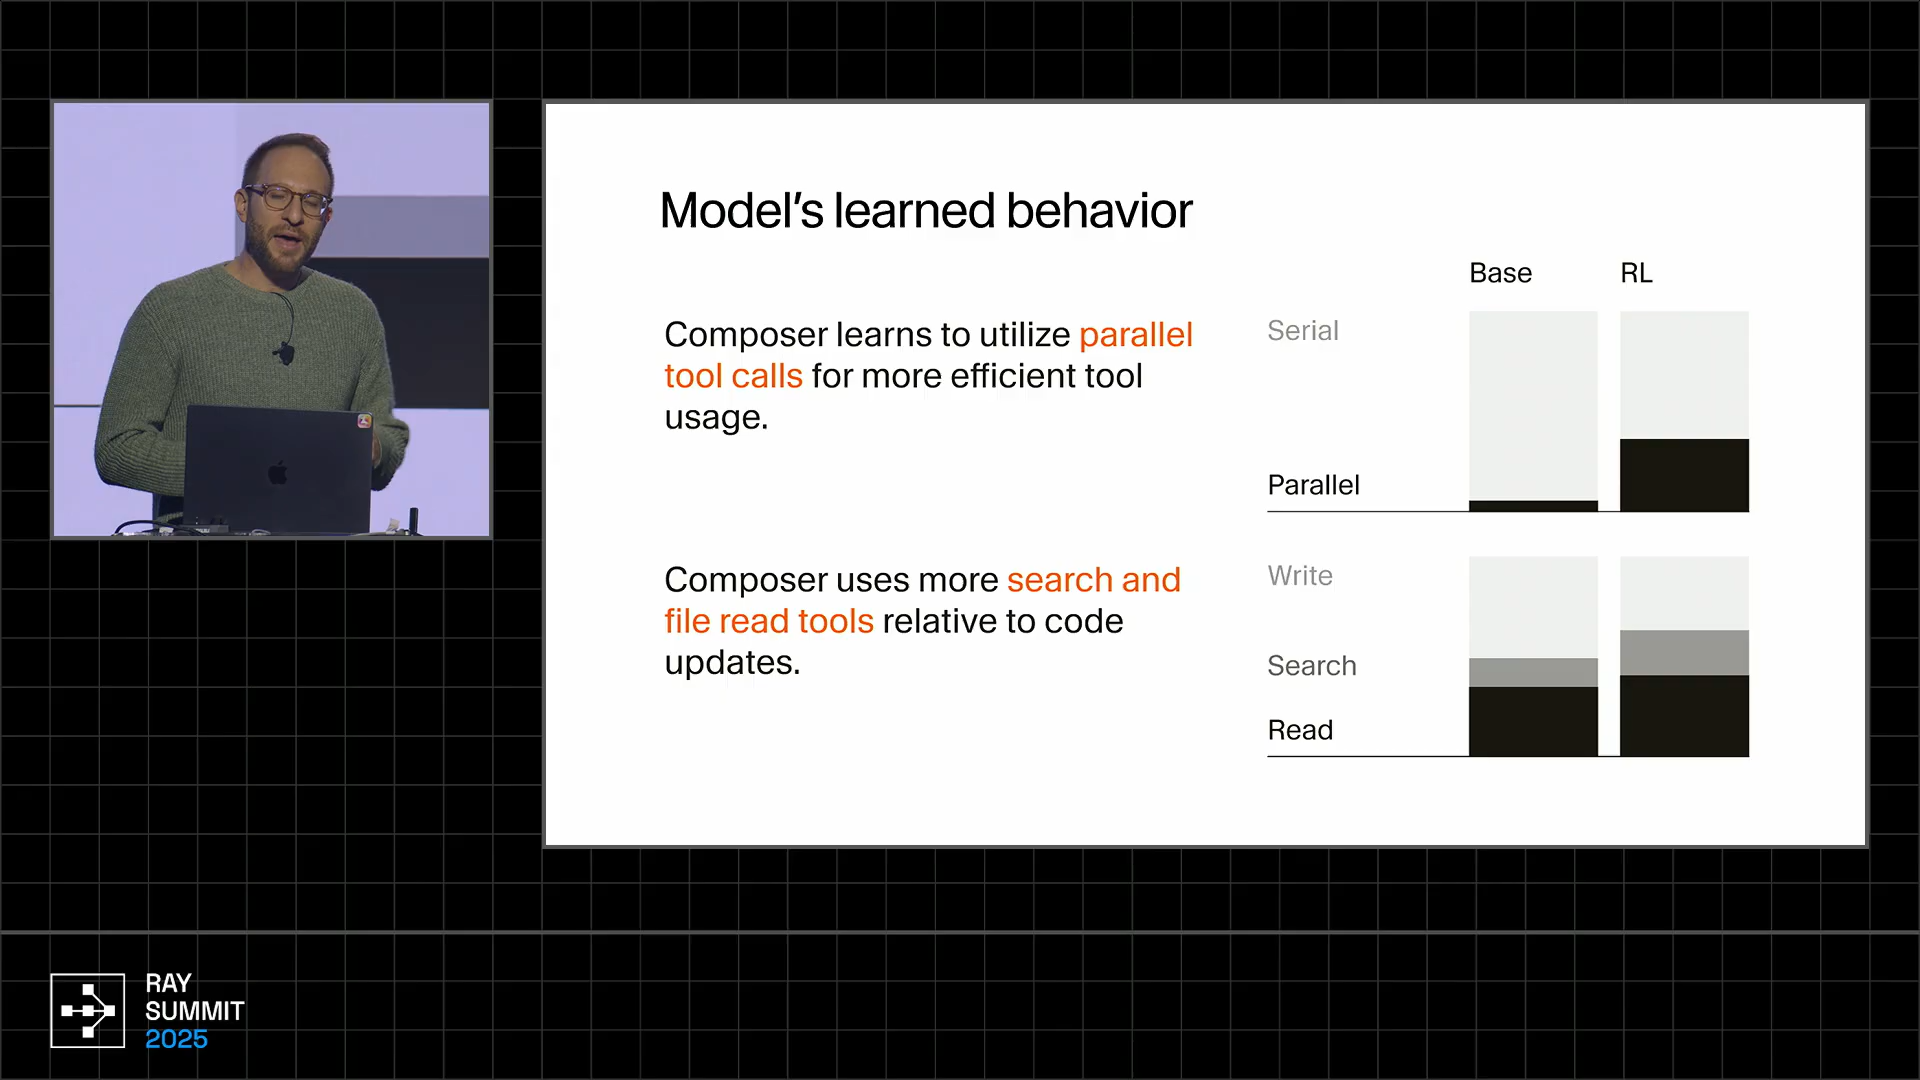 Model's learned behavior
Composer learns to utilize parallel
tool calls for more efficient tool
usage.
Composer uses more search and
file read tools relative to code
updates.
Base
RL
Serial
Parallel
Write
Search
Read
RAY
SUMMIT
2025